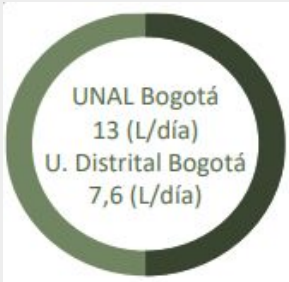 UNAL Bogotá
13 (L/día)
U. Distrital Bogotá
7,6 (L/día)